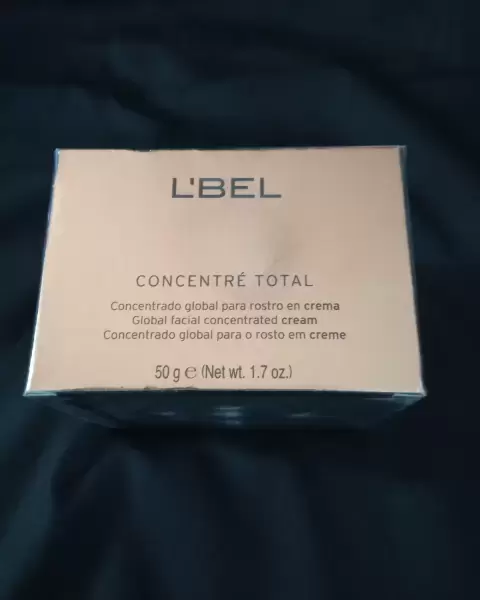 L'BEL
CONCENTRÉ TOTAL
Concentrado global para rostro en crema
Global facial concentrated cream
Concentrado global para o rosto em creme
50 g ℮ (Net wt. 1.7 oz.)